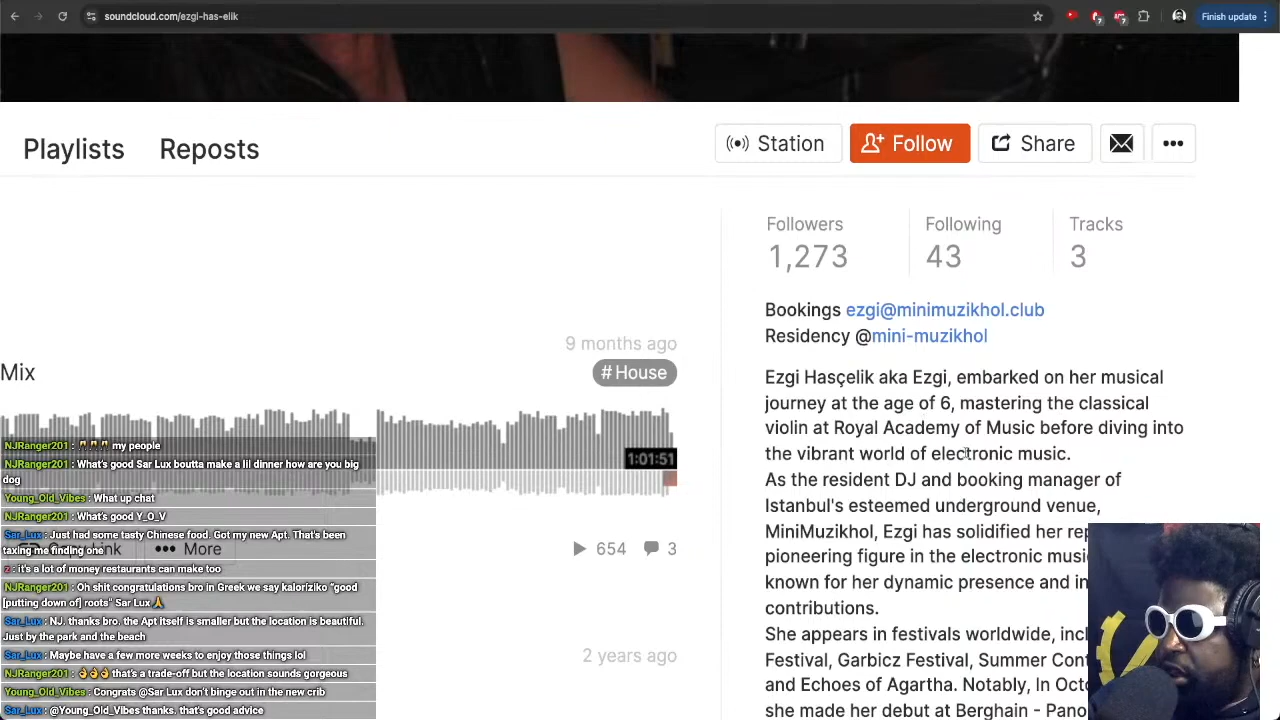 soundcloud.com/ezgi-has-elik
Finish update
Playlists Reposts
Station
Follow
Share
Followers
1,273
Following
43
Tracks
3
Bookings ezgi@minimuzikhol.club
Residency @mini-muzikhol
Ezgi Hasçelik aka Ezgi, embarked on her musical
journey at the age of 6, mastering the classical
violin at Royal Academy of Music before diving into
the vibrant world of electronic music.
As the resident DJ and booking manager of
Istanbul's esteemed underground venue,
MiniMuzikhol, Ezgi has solidified her rep
pioneering figure in the electronic musi
known for her dynamic presence and in
contributions.
She appears in festivals worldwide, incl
Festival, Garbicz Festival, Summer Cont
and Echoes of Agartha. Notably, In Octo
she made her debut at Berghain - Pano
9 months ago
Mix
# House
1:01:51
654
3
More
2 years ago
NJRanger201 : my people
NJRanger201 : What's good Sar Lux boutta make a lil dinner how are you big
dog
Young_Old_Vibes : What up chat
NJRanger201 : What's good Y_O_V
Sar_Lux : Just had some tasty Chinese food. Got my new Apt. That's been
taxing me finding one
z : it's a lot of money restaurants can make too
NJRanger201 : Oh shit congratulations bro in Greek we say kaloriziko "good
[putting down of] roots" Sar Lux
Sar_Lux : NJ. thanks bro. the Apt itself is smaller but the location is beautiful.
Just by the park and the beach
Sar_Lux : Maybe have a few more weeks to enjoy those things lol
NJRanger201 : that's a trade-off but the location sounds gorgeous
Young_Old_Vibes : Congrats @Sar Lux don't binge out in the new crib
Sar_Lux : @Young_Old_Vibes thanks. that's good advice